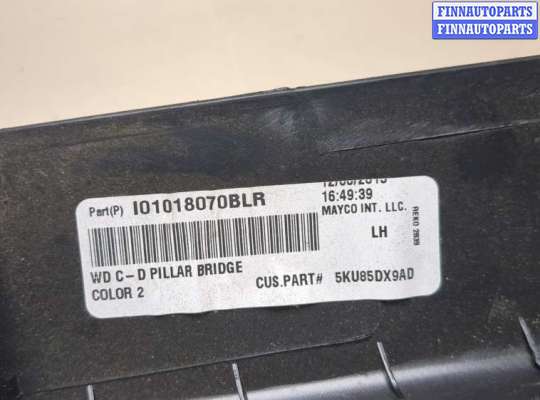 FINNAUTOPARTS
FINNAUTOPARTS
Part(P) I01018070BLR
16:49:39
MAYCO INT. LLC.
LH
WD C-D PILLAR BRIDGE
COLOR 2
CUS.PART# 5KU85DX9AD